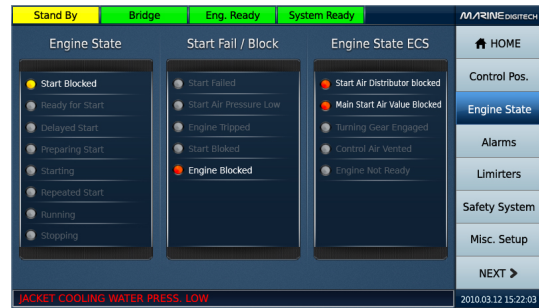 Stand By
Bridge
Eng. Ready
System Ready
MARINE DIGITECH
Engine State
Start Blocked
Ready for Start
Delayed Start
Preparing Start
Starting
Repeated Start
Running
Stopping
Start Fail / Block
Start Failed
Start Air Pressure Low
Engine Tripped
Start Bloked
Engine Blocked
Engine State ECS
Start Air Distributor blocked
Main Start Air Value Blocked
Turning Gear Engaged
Control Air Vented
Engine Not Ready
HOME
Control Pos.
Engine State
Alarms
Limirters
Safety System
Misc. Setup
NEXT
JACKET COOLING WATER PRESS. LOW
2010.03.12 15:22:03